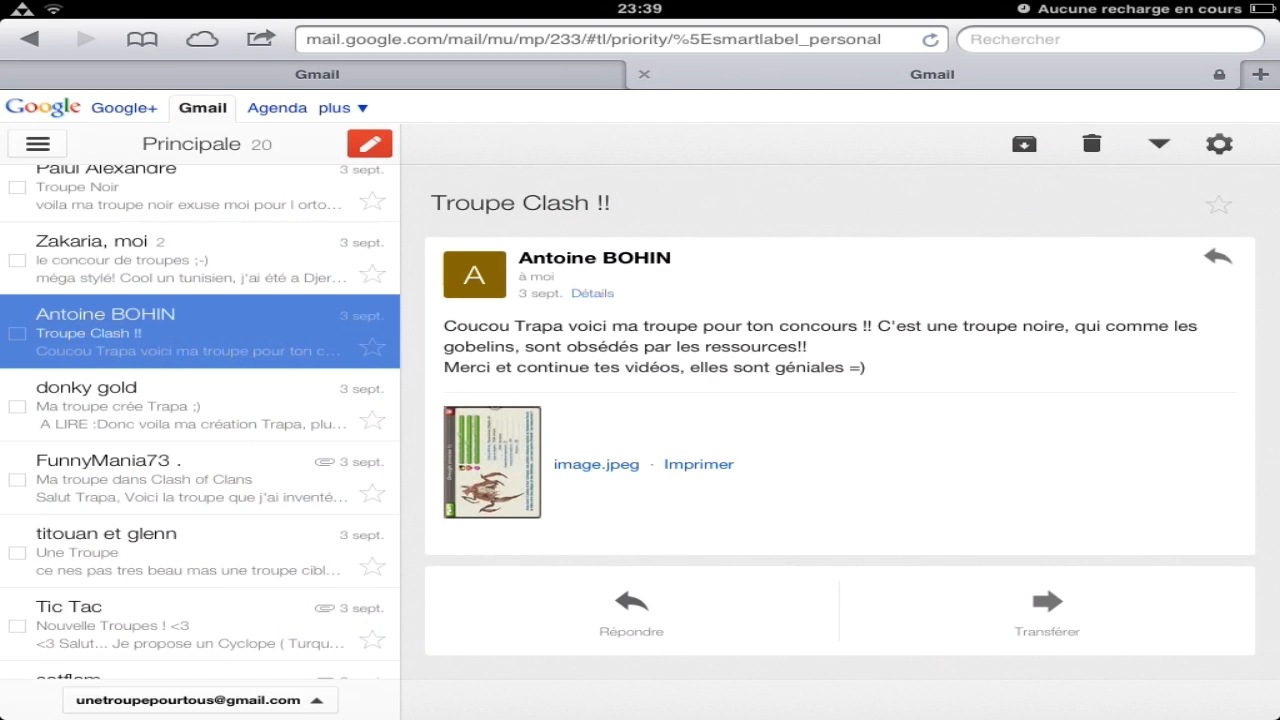 23:39
Aucune recharge en cours
mail.google.com/mail/mu/mp/233/#tl/priority/%5Esmartlabel_personal
Rechercher
Gmail
Gmail
Google Google+ Gmail Agenda plus
Principale 20
Palul Alexandre 3 sept.
Troupe Noir
voila ma troupe noir exuse moi pour l orto...
Zakaria, moi 2 3 sept.
le concour de troupes ;-)
méga stylé! Cool un tunisien, j'ai été a Djer...
Antoine BOHIN 3 sept.
Troupe Clash !!
Coucou Trapa voici ma troupe pour ton c...
donky gold 3 sept.
Ma troupe crée Trapa ;)
A LIRE :Donc voila ma création Trapa, plu...
FunnyMania73 . 3 sept.
Ma troupe dans Clash of Clans
Salut Trapa, Voici la troupe que j'ai inventé...
titouan et glenn 3 sept.
Une Troupe
ce nes pas tres beau mas une troupe cibl...
Tic Tac 3 sept.
Nouvelle Troupes ! <3
<3 Salut... Je propose un Cyclope ( Turqu...
unetroupepourtous@gmail.com
Troupe Clash !!
A
Antoine BOHIN
à moi
3 sept. Détails
Coucou Trapa voici ma troupe pour ton concours !! C'est une troupe noire, qui comme les
gobelins, sont obsédés par les ressources!!
Merci et continue tes vidéos, elles sont géniales =)
image.jpeg · Imprimer
Répondre
Transférer